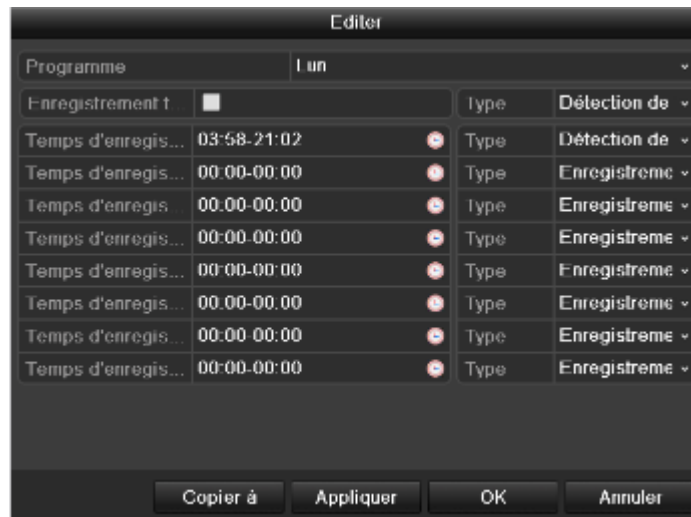 Editer
Programme Lun
Enregistrement t... Type Détection de
Temps d'enregis... 03:58-21:02 Type Détection de
Temps d'enregis... 00:00-00:00 Type Enregistreme
Temps d'enregis... 00:00-00:00 Type Enregistreme
Temps d'enregis... 00:00-00:00 Type Enregistreme
Temps d'enregis... 00:00-00:00 Type Enregistreme
Temps d'enregis... 00:00-00:00 Type Enregistreme
Temps d'enregis... 00:00-00:00 Type Enregistreme
Temps d'enregis... 00:00-00:00 Type Enregistreme
Copier à Appliquer OK Annuler